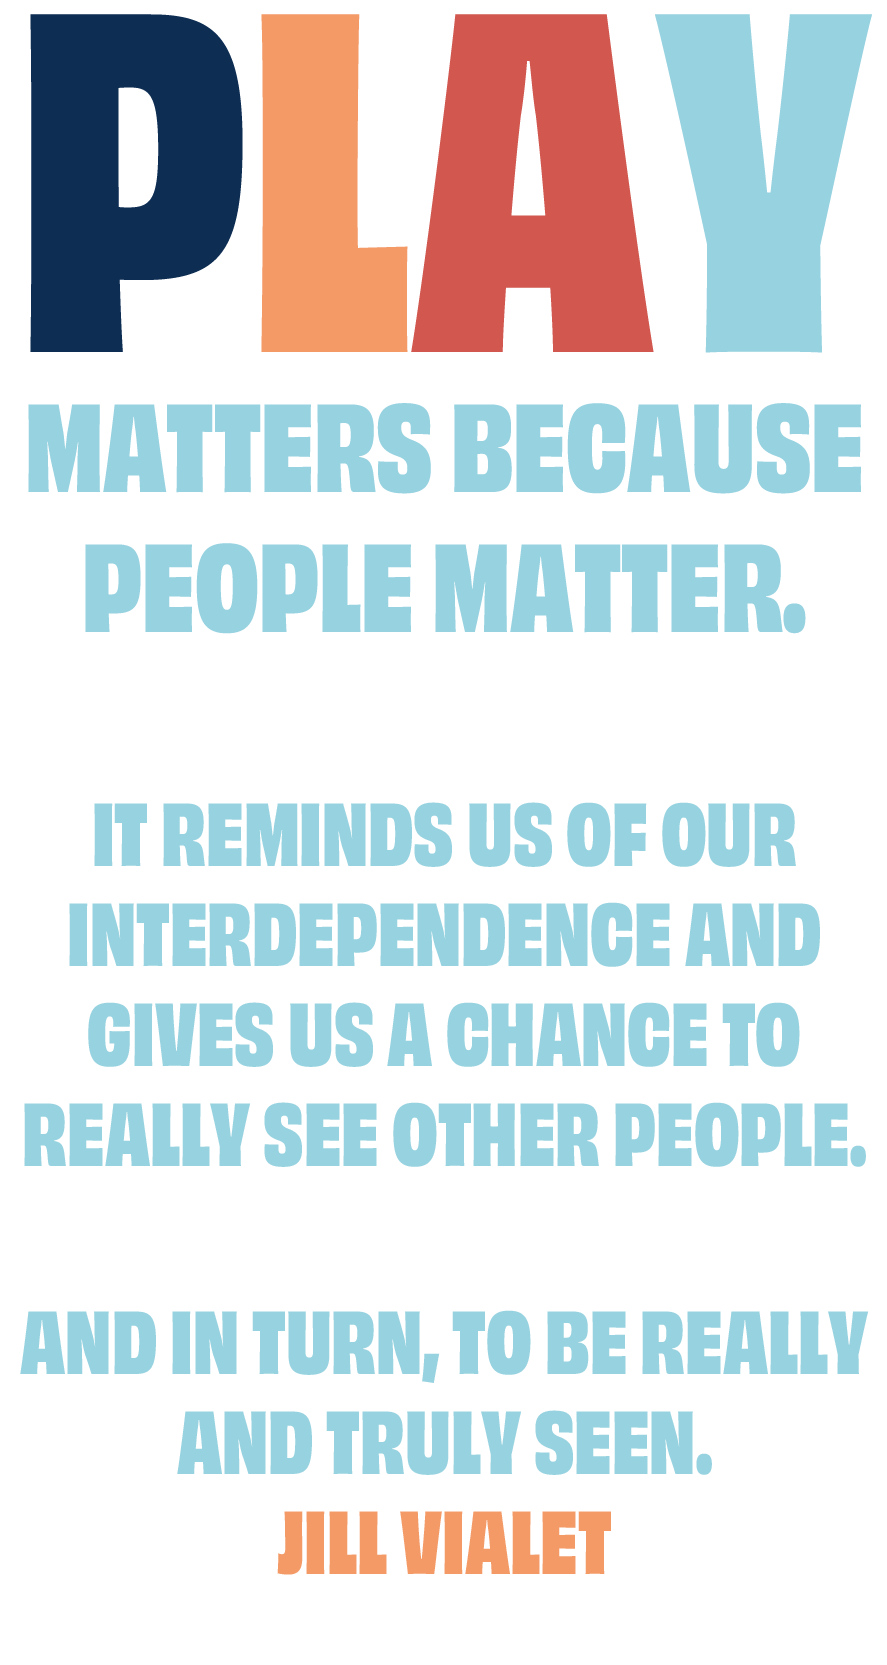 PLAY
MATTERS BECAUSE
PEOPLE MATTER.
IT REMINDS US OF OUR
INTERDEPENDENCE AND
GIVES US A CHANCE TO
REALLY SEE OTHER PEOPLE.
AND IN TURN, TO BE REALLY
AND TRULY SEEN.
JILL VIALET